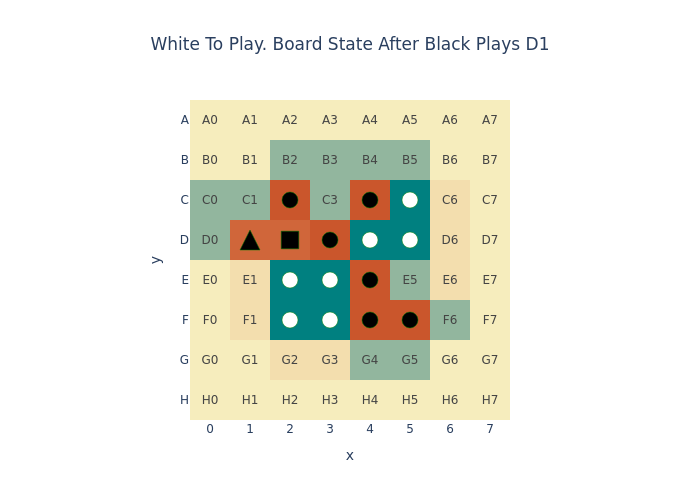 White To Play. Board State After Black Plays D1
A A0 A1 A2 A3 A4 A5 A6 A7
B B0 B1 B2 B3 B4 B5 B6 B7
C C0 C1 C3 C6 C7
D D0 D6 D7
E E0 E1 E5 E6 E7
F F0 F1 F6 F7
G G0 G1 G2 G3 G4 G5 G6 G7
H H0 H1 H2 H3 H4 H5 H6 H7
0 1 2 3 4 5 6 7
x
y